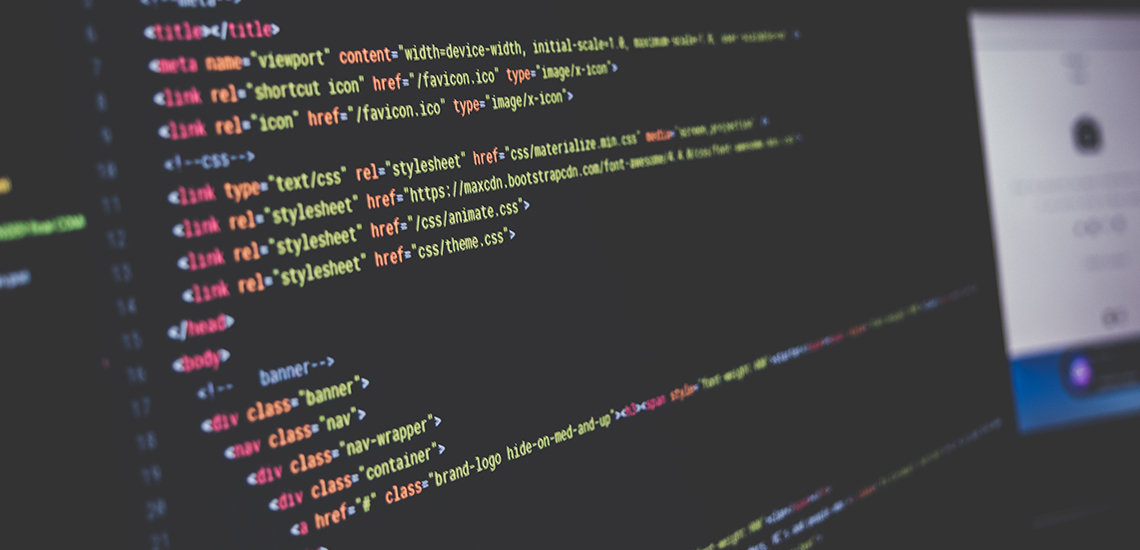 <!--meta-->
6 <title></title>
7 <meta name="viewport" content="width=device-width, initial-scale=1.0, maximum-scale=1.0,
8 <link rel="shortcut icon" href="/favicon.ico" type="image/x-icon">
9 <link rel="icon" href="/favicon.ico" type="image/x-icon">
10 <!--css-->
11 <link type="text/css" rel="stylesheet" href="css/materialize.min.css" media="screen,projection" >
12 <link rel="stylesheet" href="https://maxcdn.bootstrapcdn.com/font-awesome/4.
13 <link rel="stylesheet" href="/css/animate.css">
14 <link rel="stylesheet" href="css/theme.css">
15 </head>
16 <body>
17 <!-- banner-->
18 <div class="banner">
19 <nav class="nav">
20 <div class="nav-wrapper">
21 <div class="container">
<a href="#" class="brand-logo hide-on-med-and-up"><h3><span style="font-weight: